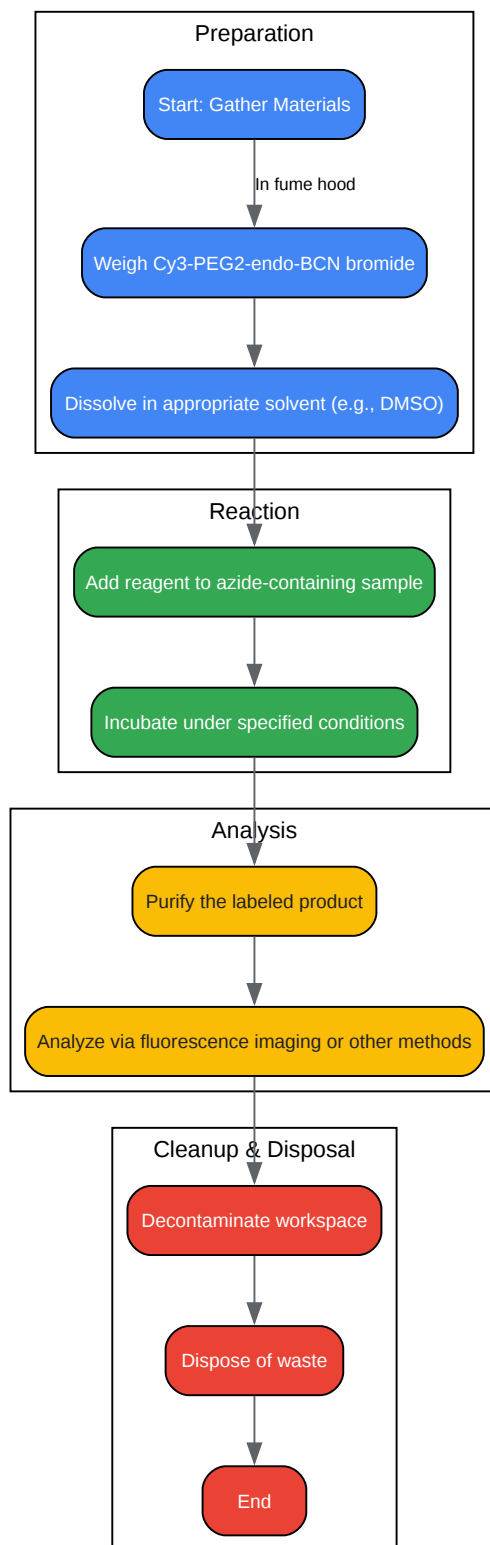 Preparation
Start: Gather Materials
In fume hood
Weigh Cy3-PEG2-endo-BCN bromide
Dissolve in appropriate solvent (e.g., DMSO)
Reaction
Add reagent to azide-containing sample
Incubate under specified conditions
Analysis
Purify the labeled product
Analyze via fluorescence imaging or other methods
Cleanup & Disposal
Decontaminate workspace
Dispose of waste
End